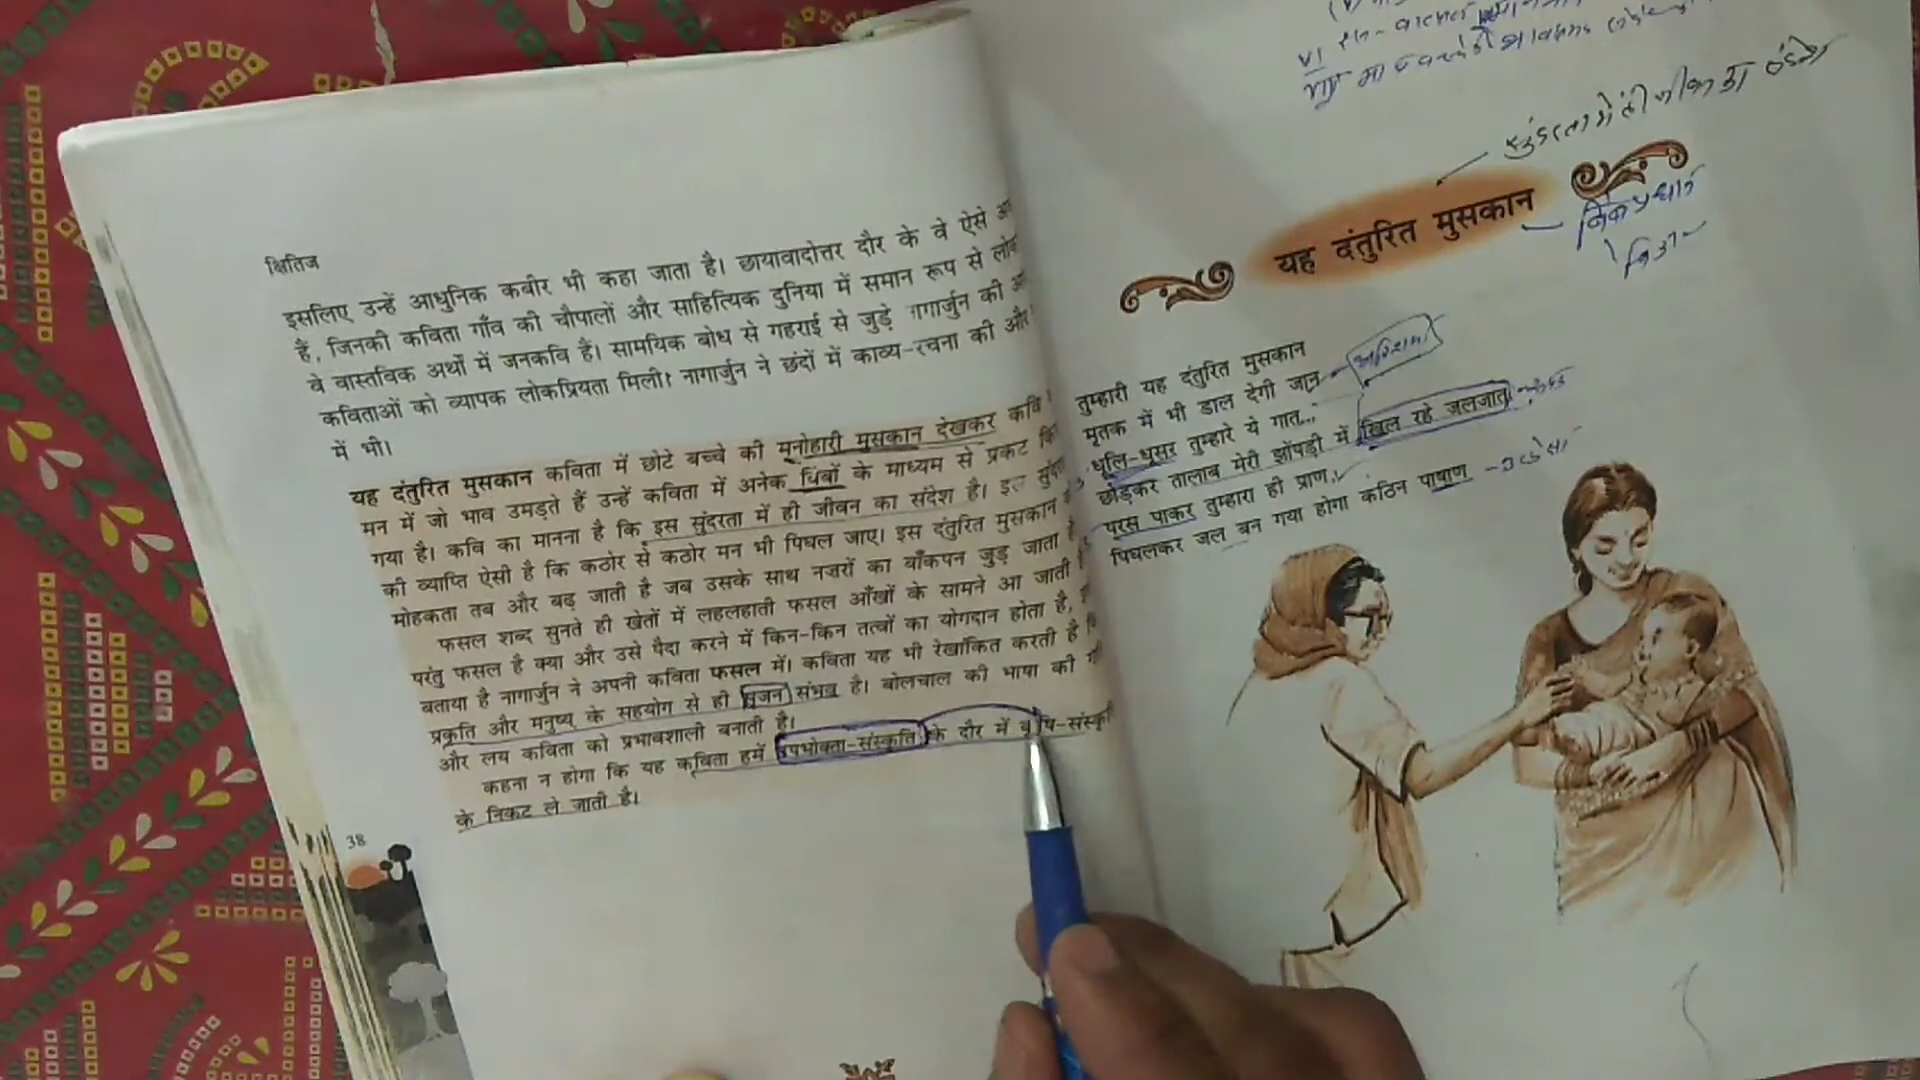 क्षितिज
इसलिए उन्हें आधुनिक कबीर भी कहा जाता है। छायावादोत्तर दौर के वे ऐसे
हैं, जिनकी कविता गाँव की चौपालों और साहित्यिक दुनिया में समान रूप से
वे वास्तविक अर्थों में जनकवि हैं। सामयिक बोध से गहराई से जुड़े नागार्जुन की
कविताओं को व्यापक लोकप्रियता मिली। नागार्जुन ने छंदों में काव्य-रचना की और
में भी।
यह दंतुरित मुसकान कविता में छोटे बच्चे की मनोहारी मुसकान देखकर कवि
मन में जो भाव उमड़ते हैं उन्हें कविता में अनेक बिंबों के माध्यम से प्रकट
गया है। कवि का मानना है कि इस सुंदरता में ही जीवन का संदेश है। इस
की व्याप्ति ऐसी है कि कठोर से कठोर मन भी पिघल जाए। इस दंतुरित मुसकान
मोहकता तब और बढ़ जाती है जब उसके साथ नज़रों का बाँकपन जुड़ जाता
फसल शब्द सुनते ही खेतों में लहलहाती फसल आँखों के सामने आ जाती
परंतु फसल है क्या और उसे पैदा करने में किन-किन तत्वों का योगदान होता है,
बताया है नागार्जुन ने अपनी कविता फसल में। कविता यह भी रेखांकित करती है
प्रकृति और मनुष्य के सहयोग से ही सृजन संभव है। बोलचाल की भाषा की
और लय कविता को प्रभावशाली बनाती है।
कहना न होगा कि यह कविता हमें उपभोक्ता-संस्कृति के दौर में
के निकट ले जाती है।
38
यह दंतुरित मुसकान
तुम्हारी यह दंतुरित मुसकान
मृतक में भी डाल देगी जान
धूलि-धूसर तुम्हारे ये गात...
छोड़कर तालाब मेरी झोंपड़ी में खिल रहे जलजात
परस पाकर तुम्हारा ही प्राण,
पिघलकर जल बन गया होगा कठिन पाषाण